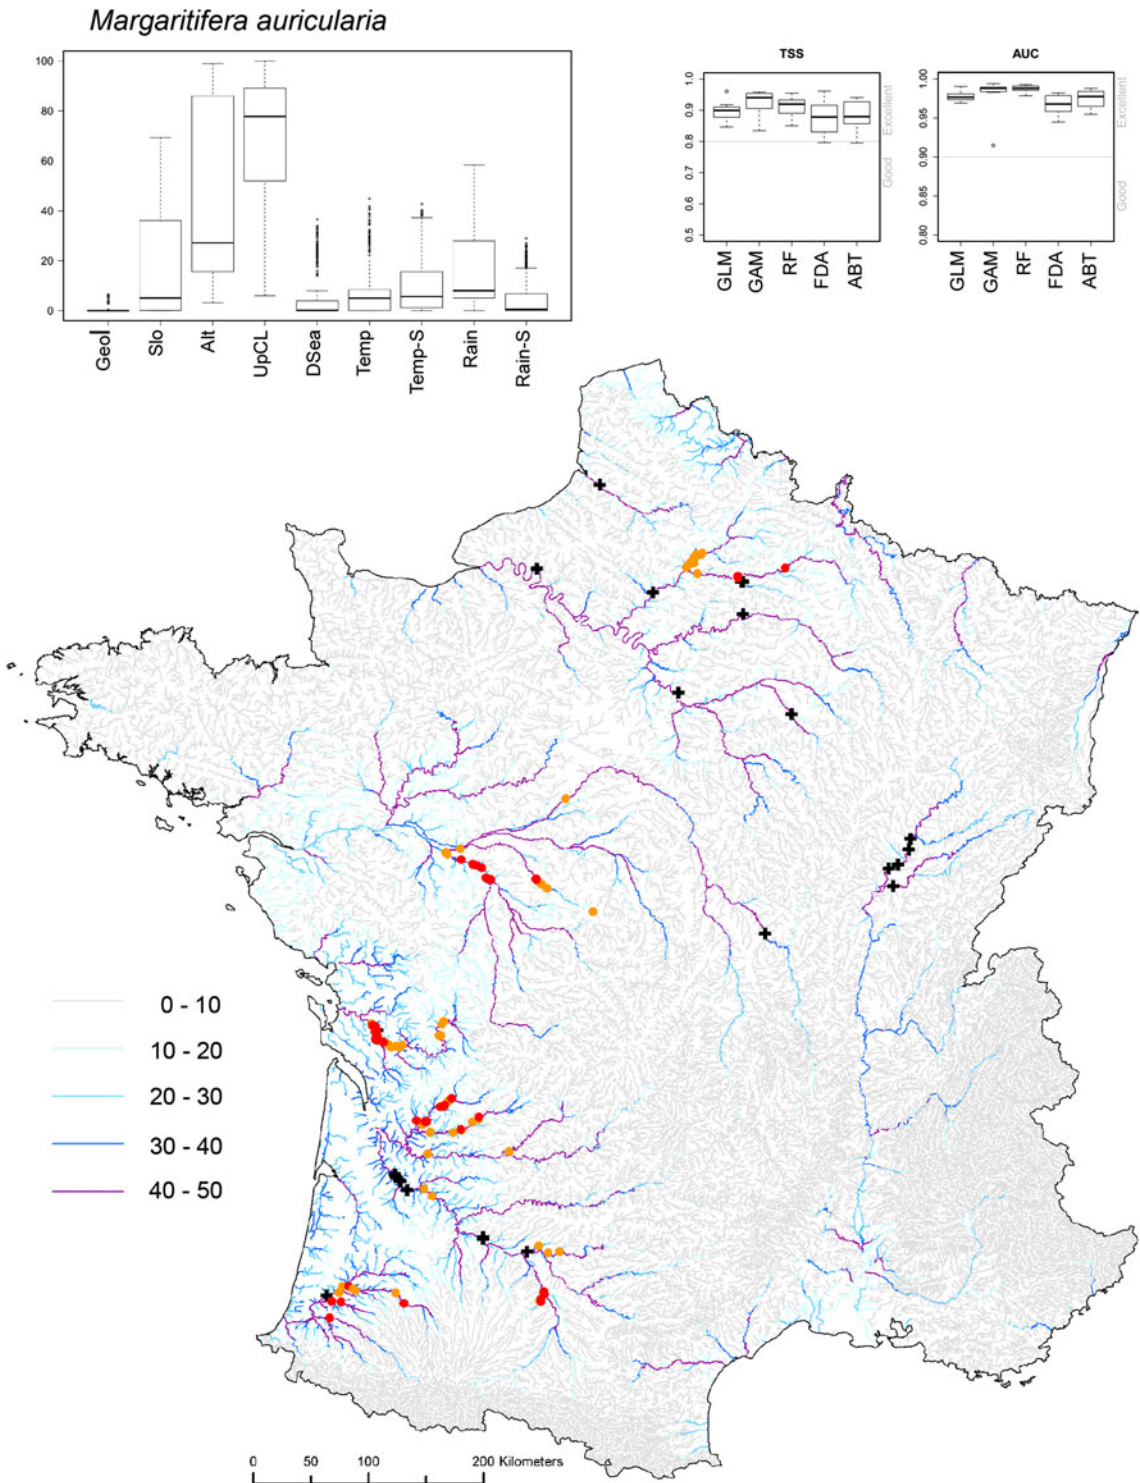 Margaritifera auricularia
100
80
60
40
20
0
Geol
Slo
Alt
UpCL
DSea
Temp
Temp-S
Rain
Rain-S
TSS
1.0
0.9
0.8
0.7
0.6
0.5
Excellent
Good
GLM
GAM
RF
FDA
ABT
AUC
1.00
0.95
0.90
0.85
0.80
Excellent
Good
GLM
GAM
RF
FDA
ABT
0 - 10
10 - 20
20 - 30
30 - 40
40 - 50
0 50 100 200 Kilometers